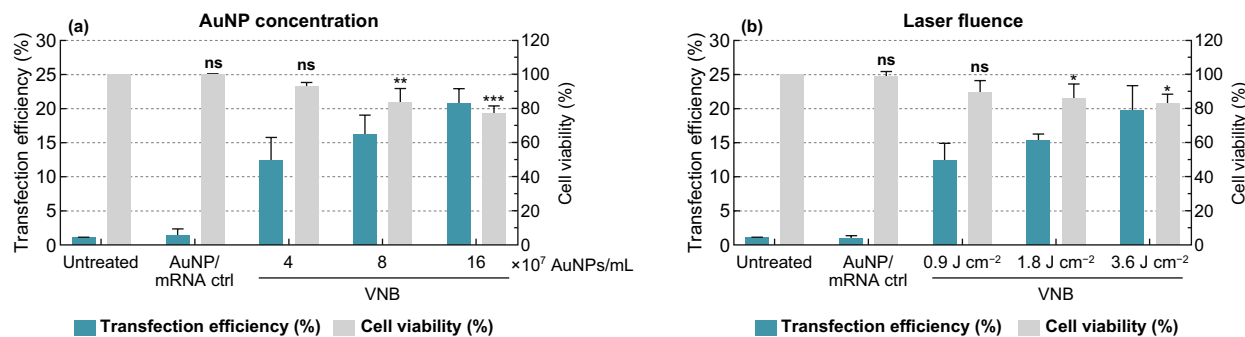 AuNP concentration
(a)
Transfection efficiency (%)
30
25
20
15
10
5
0
ns
ns
**
***
120
100
80
60
40
20
0
Cell viability (%)
Untreated
AuNP/
mRNA ctrl
4
8
16
×10⁷ AuNPs/mL
VNB
Transfection efficiency (%)
Cell viability (%)
Laser fluence
(b)
Transfection efficiency (%)
30
25
20
15
10
5
0
ns
ns
*
*
120
100
80
60
40
20
0
Cell viability (%)
Untreated
AuNP/
mRNA ctrl
0.9 J cm⁻²
1.8 J cm⁻²
3.6 J cm⁻²
VNB
Transfection efficiency (%)
Cell viability (%)